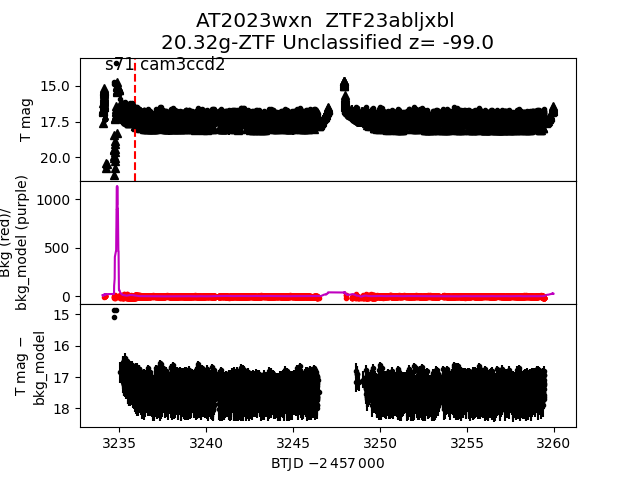 AT2023wxn  ZTF23abljxbl
20.32g-ZTF Unclassified z= -99.0
s71 cam3ccd2
T mag
15.0
17.5
20.0
Bkg (red)/
bkg_model (purple)
1000
500
0
T mag −
bkg_model
15
16
17
18
3235
3240
3245
3250
3255
3260
BTJD −2 457 000